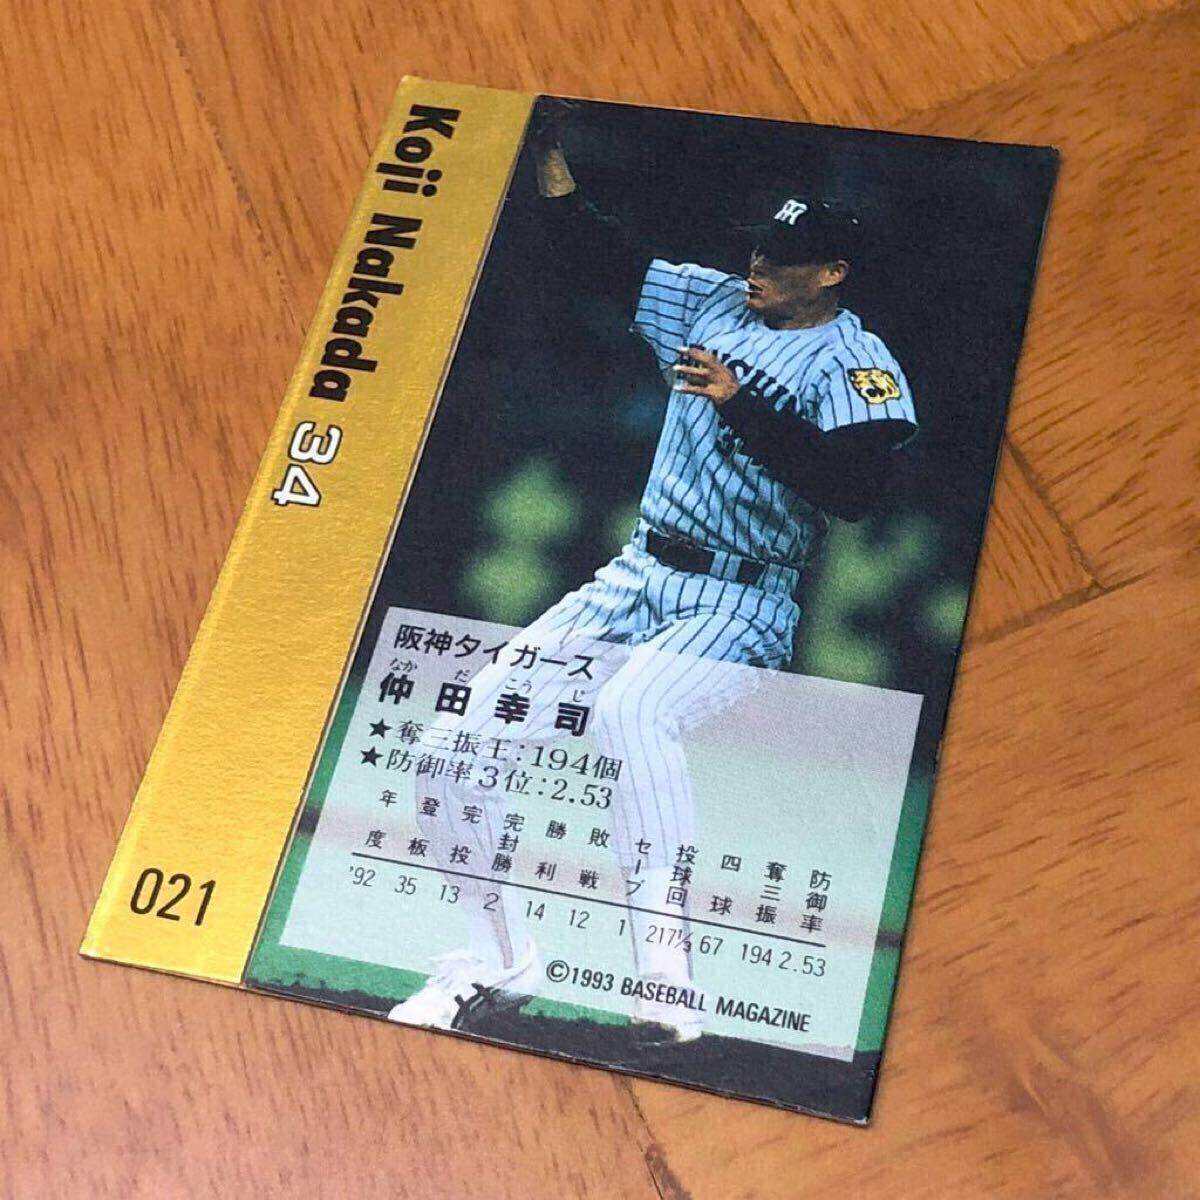 Koji Nakada 34
021
阪神タイガース
なか だ こう じ
仲田幸司
★奪三振王:194個
★防御率3位:2.53
年度 登板 完投 完封勝 勝利 敗戦 セーブ 投球回 四球 奪三振 防御率
'92 35 13 2 14 12 1 217⅓ 67 194 2.53
©1993 BASEBALL MAGAZINE